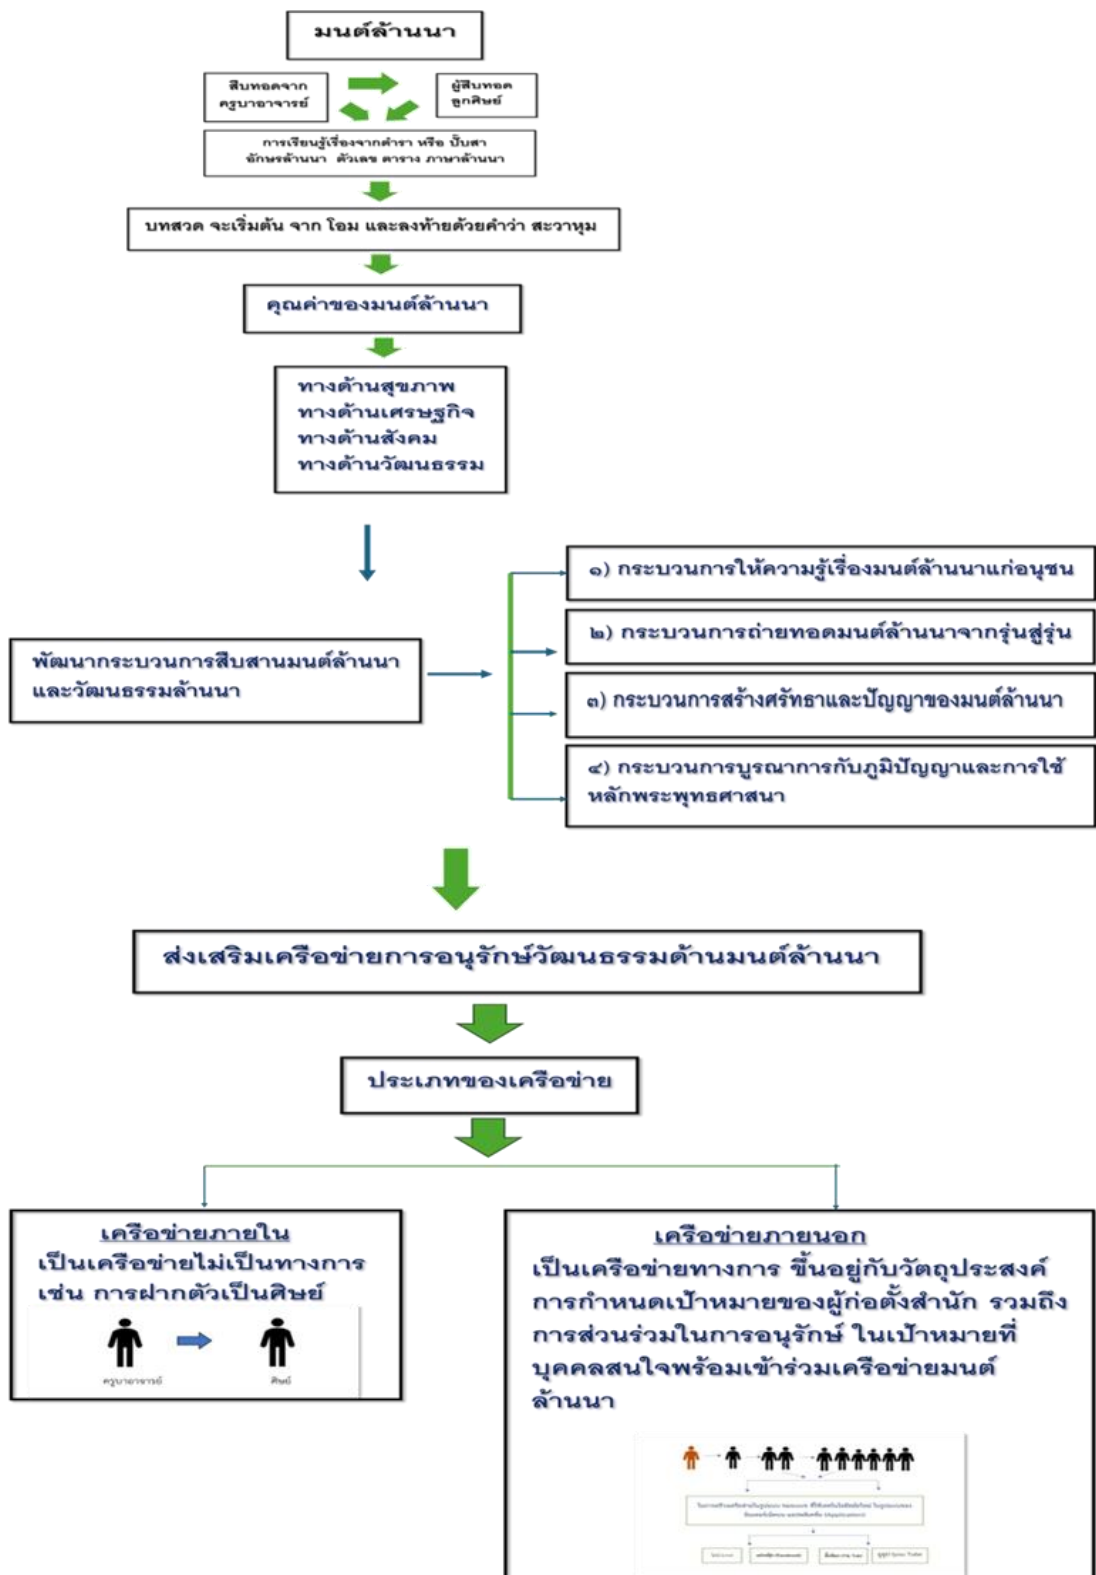 มนต์ล้านนา
สืบทอดจาก
ครูบาอาจารย์
ผู้สืบทอด
ลูกศิษย์
การเรียนรู้เรื่องจากตำรา หรือ ปั๊บสา
อักษรล้านนา ตัวเลข ตาราง ภาษาล้านนา
บทสวด จะเริ่มต้น จาก โอม และลงท้ายด้วยคำว่า สะวาหุม
คุณค่าของมนต์ล้านนา
ทางด้านสุขภาพ
ทางด้านเศรษฐกิจ
ทางด้านสังคม
ทางด้านวัฒนธรรม
พัฒนากระบวนการสืบสานมนต์ล้านนา
และวัฒนธรรมล้านนา
๑) กระบวนการให้ความรู้เรื่องมนต์ล้านนาแก่อนุชน
๒) กระบวนการถ่ายทอดมนต์ล้านนาจากรุ่นสู่รุ่น
๓) กระบวนการสร้างศรัทธาและปัญญาของมนต์ล้านนา
๔) กระบวนการบูรณาการกับภูมิปัญญาและการใช้
หลักพระพุทธศาสนา
ส่งเสริมเครือข่ายการอนุรักษ์วัฒนธรรมด้านมนต์ล้านนา
ประเภทของเครือข่าย
เครือข่ายภายใน
เป็นเครือข่ายไม่เป็นทางการ
เช่น การฝากตัวเป็นศิษย์
ครูบาอาจารย์
ศิษย์
เครือข่ายภายนอก
เป็นเครือข่ายทางการ ขึ้นอยู่กับวัตถุประสงค์
การกำหนดเป้าหมายของผู้ก่อตั้งสำนัก รวมถึง
การส่วนร่วมในการอนุรักษ์ ในเป้าหมายที่
บุคคลสนใจพร้อมเข้าร่วมเครือข่ายมนต์
ล้านนา